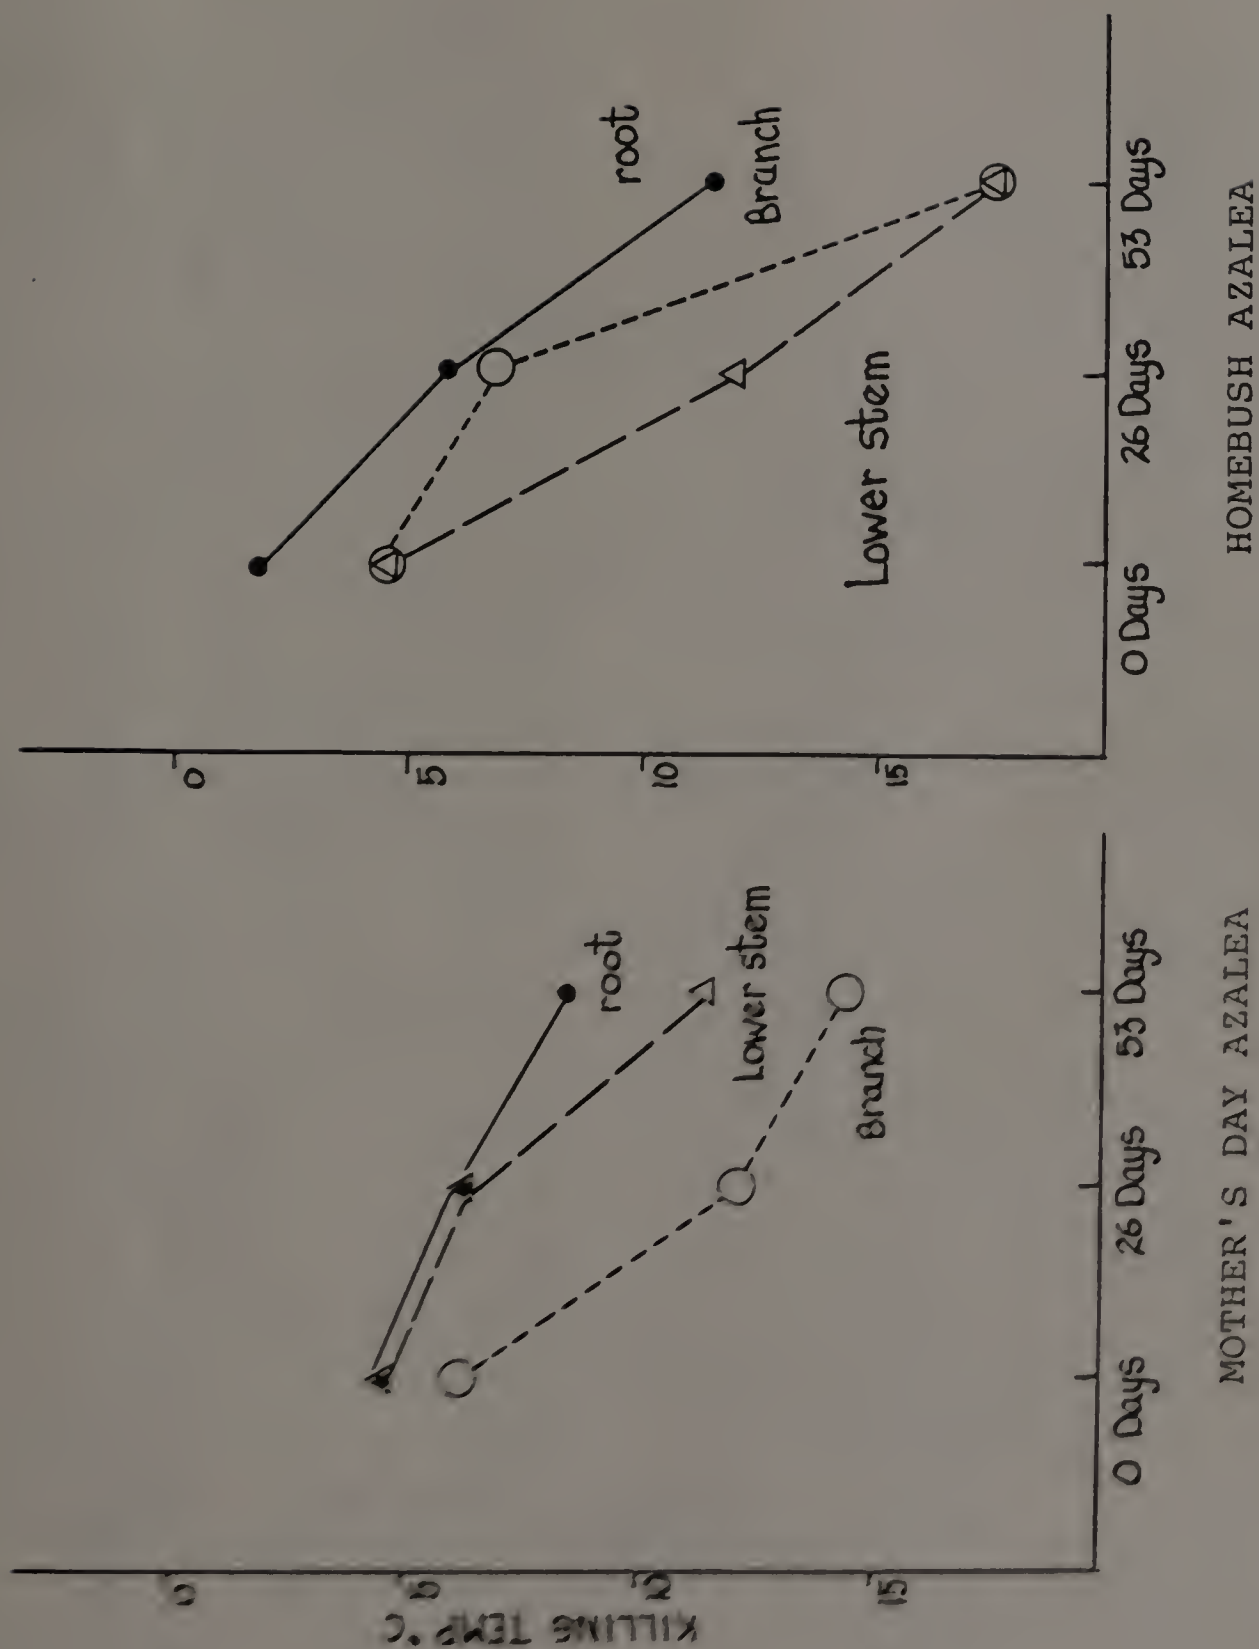 KILLING TEMP °C
0
5
10
15
root
Lower stem
Branch
0 Days 26 Days 53 Days
MOTHER'S DAY AZALEA
0
5
10
15
root
Branch
Lower stem
0 Days 26 Days 53 Days
HOMEBUSH AZALEA